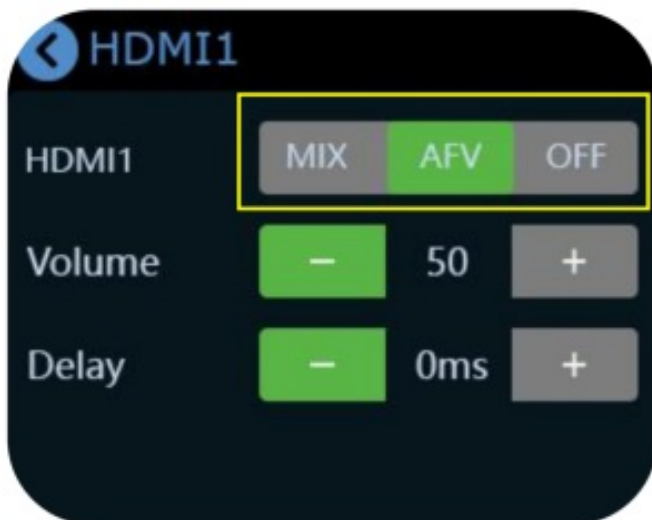 HDMI1
HDMI1 MIX AFV OFF
Volume − 50 +
Delay − 0ms +